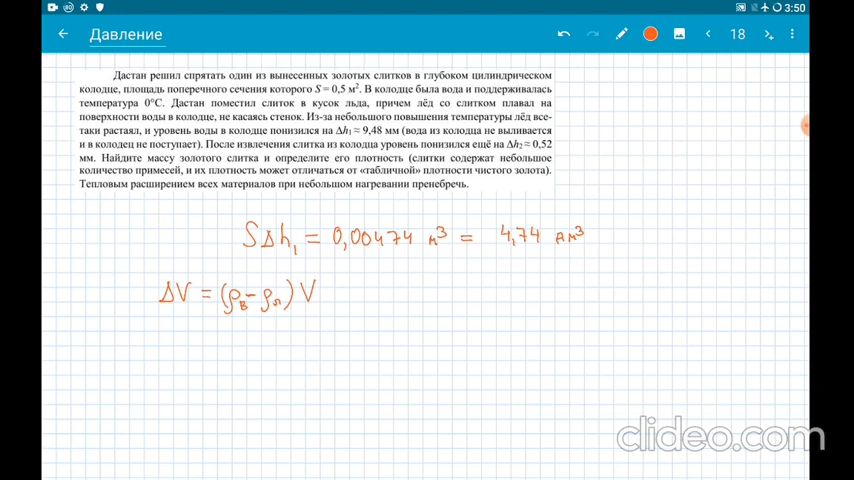 3:50
Давление
18
Дастан решил спрятать один из вынесенных золотых слитков в глубоком цилиндрическом
колодце, площадь поперечного сечения которого S = 0,5 м². В колодце была вода и поддерживалась
температура 0°С. Дастан поместил слиток в кусок льда, причем лёд со слитком плавал на
поверхности воды в колодце, не касаясь стенок. Из-за небольшого повышения температуры лёд все-
таки растаял, и уровень воды в колодце понизился на Δh₁ ≈ 9,48 мм (вода из колодца не выливается
и в колодец не поступает). После извлечения слитка из колодца уровень понизился ещё на Δh₂ ≈ 0,52
мм. Найдите массу золотого слитка и определите его плотность (слитки содержат небольшое
количество примесей, и их плотность может отличаться от «табличной» плотности чистого золота).
Тепловым расширением всех материалов при небольшом нагревании пренебречь.
SΔh₁ = 0,00474 м³ = 4,74 дм³
ΔV = (ρв - ρл) V
clideo.com